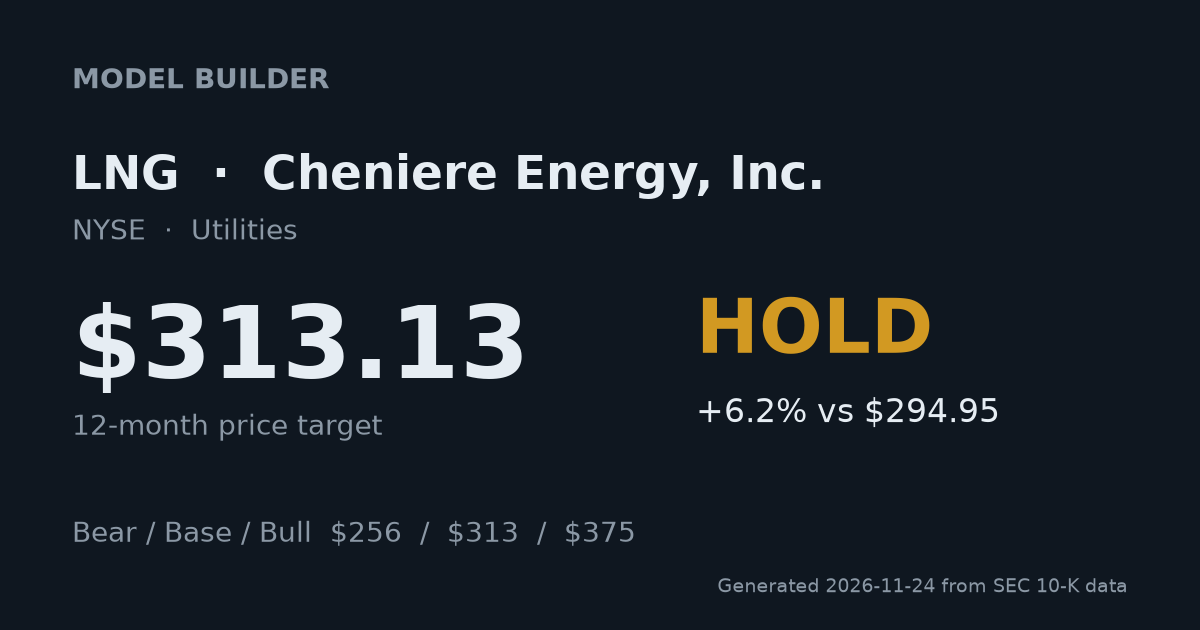 MODEL BUILDER
LNG · Cheniere Energy, Inc.
NYSE · Utilities
$313.13
12-month price target
HOLD
+6.2% vs $294.95
Bear / Base / Bull $256 / $313 / $375
Generated 2026-11-24 from SEC 10-K data